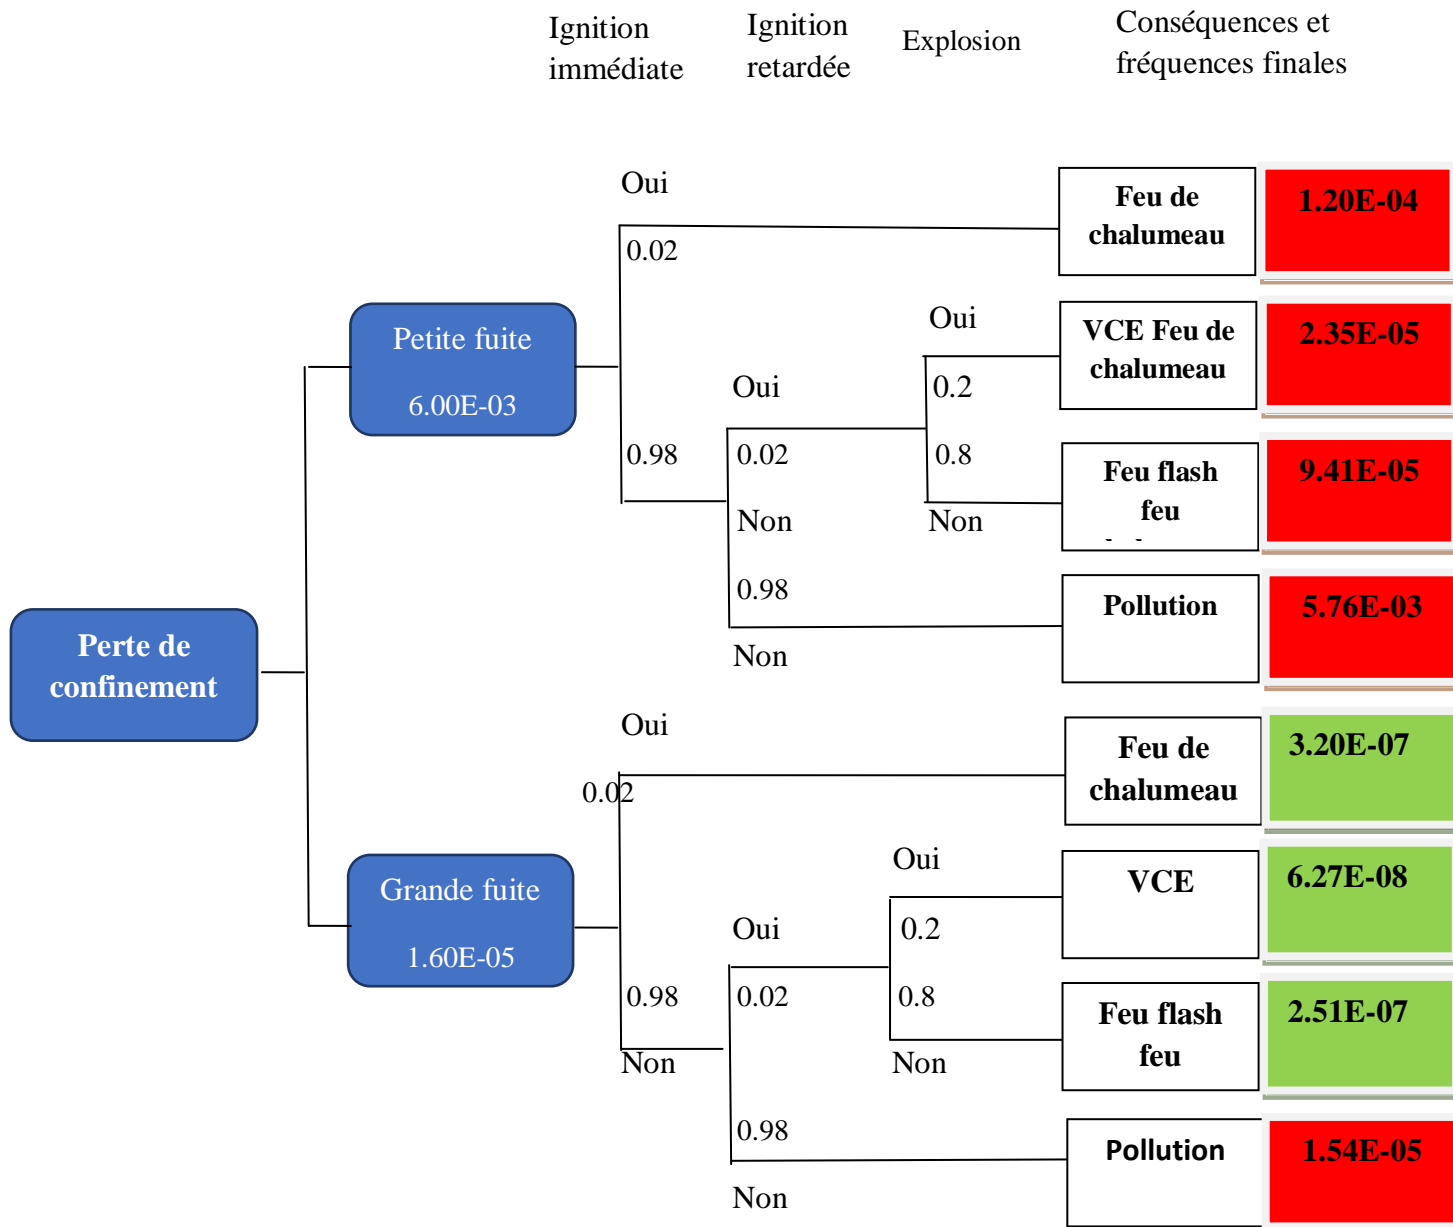 Ignition
immédiate
Ignition
retardée
Explosion
Conséquences et
fréquences finales
Oui
0.02
Feu de
chalumeau
1.20E-04
Petite fuite
6.00E-03
Oui
VCE Feu de
chalumeau
2.35E-05
Oui
0.2
0.98
0.02
0.8
Feu flash
feu
9.41E-05
Non
Non
0.98
Pollution
5.76E-03
Non
Perte de
confinement
Oui
0.02
Feu de
chalumeau
3.20E-07
Grande fuite
1.60E-05
Oui
VCE
6.27E-08
Oui
0.2
0.98
0.02
0.8
Feu flash
feu
2.51E-07
Non
Non
0.98
Pollution
1.54E-05
Non